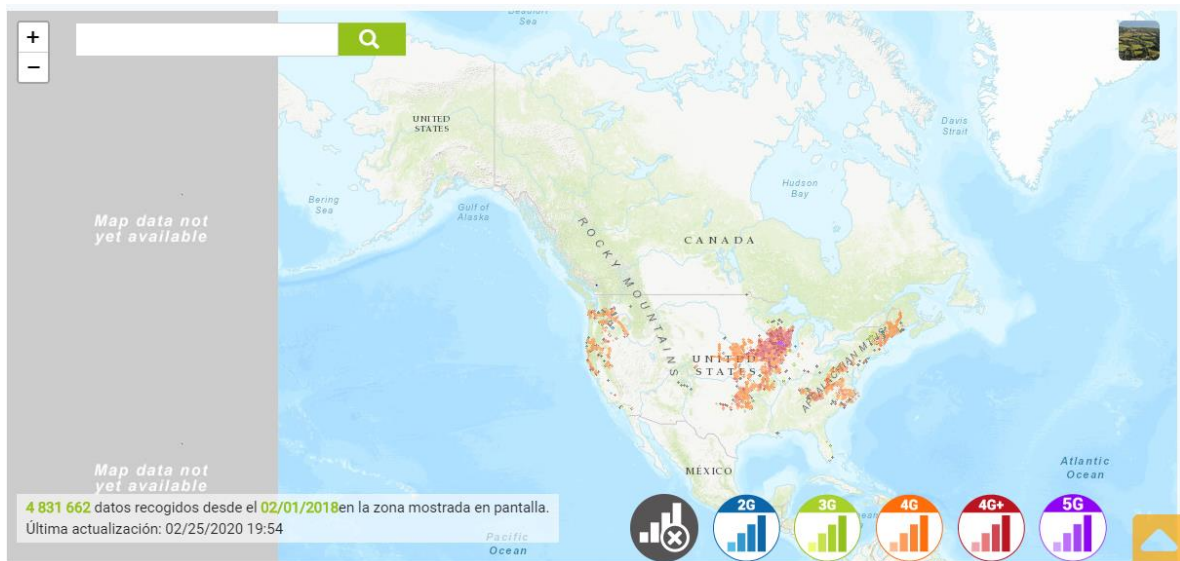 Beaufort
Sea
+
−
UNITED
STATES
Davis
Strait
Bering
Sea
Gulf of
Alaska
Hudson
Bay
Map data not
yet available
CANADA
ROCKY MOUNTAINS
UNITED
STATES
APPALACHIAN MTNS
MÉXICO
Atlantic
Ocean
Map data not
yet available
4 831 662 datos recogidos desde el 02/01/2018en la zona mostrada en pantalla.
Última actualización: 02/25/2020 19:54
2G
3G
4G
4G+
5G
Pacific
Ocean